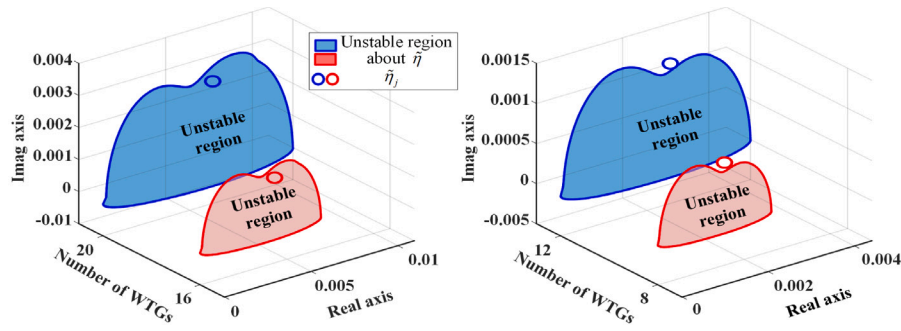 0.004
0.003
0.002
0.001
0
-0.01
Imag axis
20
16
Number of WTGs
0
0.005
0.01
Real axis
Unstable
region
Unstable
region
Unstable region
about η̃
η̃j
0.0015
0.001
0.0005
0
-0.005
Imag axis
12
8
Number of WTGs
0
0.002
0.004
Real axis
Unstable
region
Unstable
region